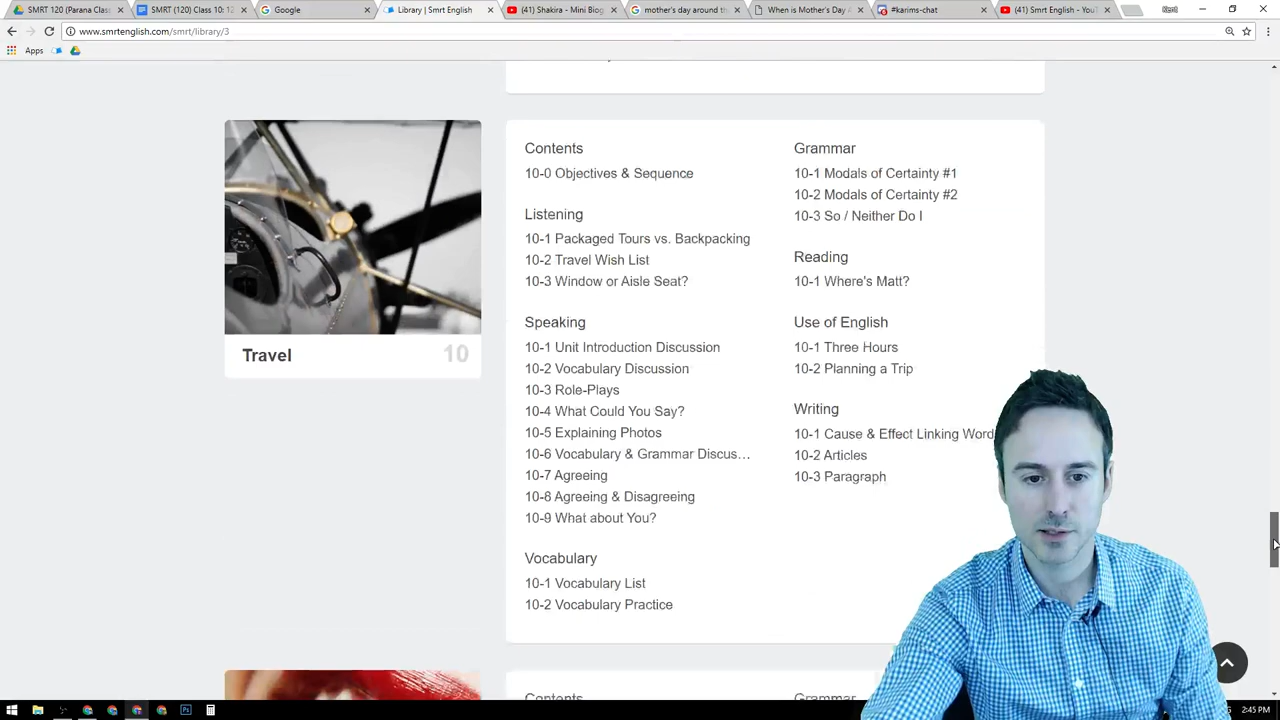 SMRT 120 (Parana Class
SMRT (120) Class 10: 12
Google
Library | Smrt English
(41) Shakira - Mini Biog
mother's day around th
When is Mother's Day
#karims-chat
(41) Smrt English - YouT
www.smrtenglish.com/smrt/library/3
Apps
Travel
10
Contents
10-0 Objectives & Sequence
Listening
10-1 Packaged Tours vs. Backpacking
10-2 Travel Wish List
10-3 Window or Aisle Seat?
Speaking
10-1 Unit Introduction Discussion
10-2 Vocabulary Discussion
10-3 Role-Plays
10-4 What Could You Say?
10-5 Explaining Photos
10-6 Vocabulary & Grammar Discus…
10-7 Agreeing
10-8 Agreeing & Disagreeing
10-9 What about You?
Vocabulary
10-1 Vocabulary List
10-2 Vocabulary Practice
Grammar
10-1 Modals of Certainty #1
10-2 Modals of Certainty #2
10-3 So / Neither Do I
Reading
10-1 Where's Matt?
Use of English
10-1 Three Hours
10-2 Planning a Trip
Writing
10-1 Cause & Effect Linking Word
10-2 Articles
10-3 Paragraph
Contents
Grammar
2:45 PM